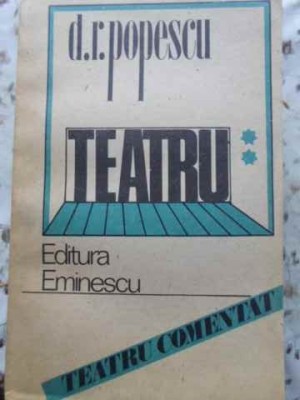 d.r.popescu
TEATRU **
Editura
Eminescu
TEATRU COMENTAT